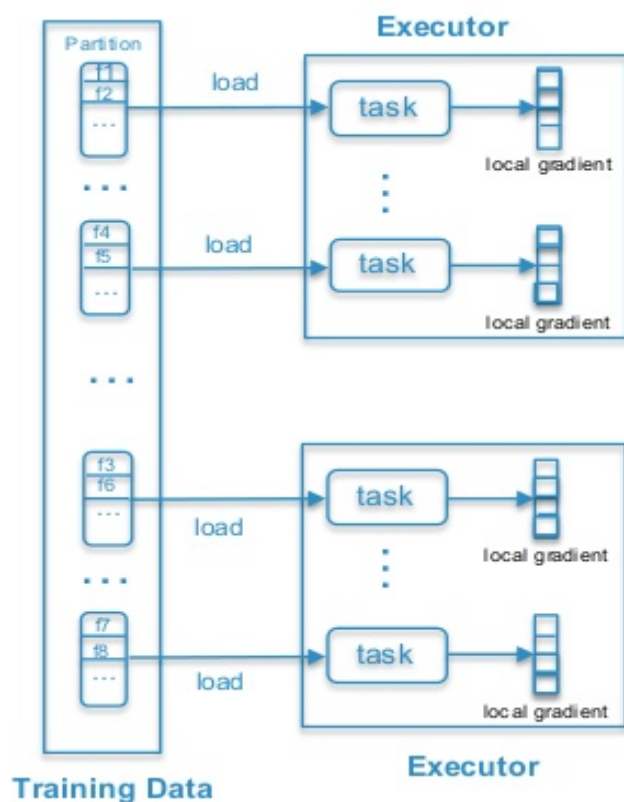 Executor
Partition
f1
f2
...
load
task
local gradient
...
f4
f5
...
load
task
local gradient
...
f3
f6
...
load
task
local gradient
...
f7
f8
...
load
task
local gradient
Executor
Training Data